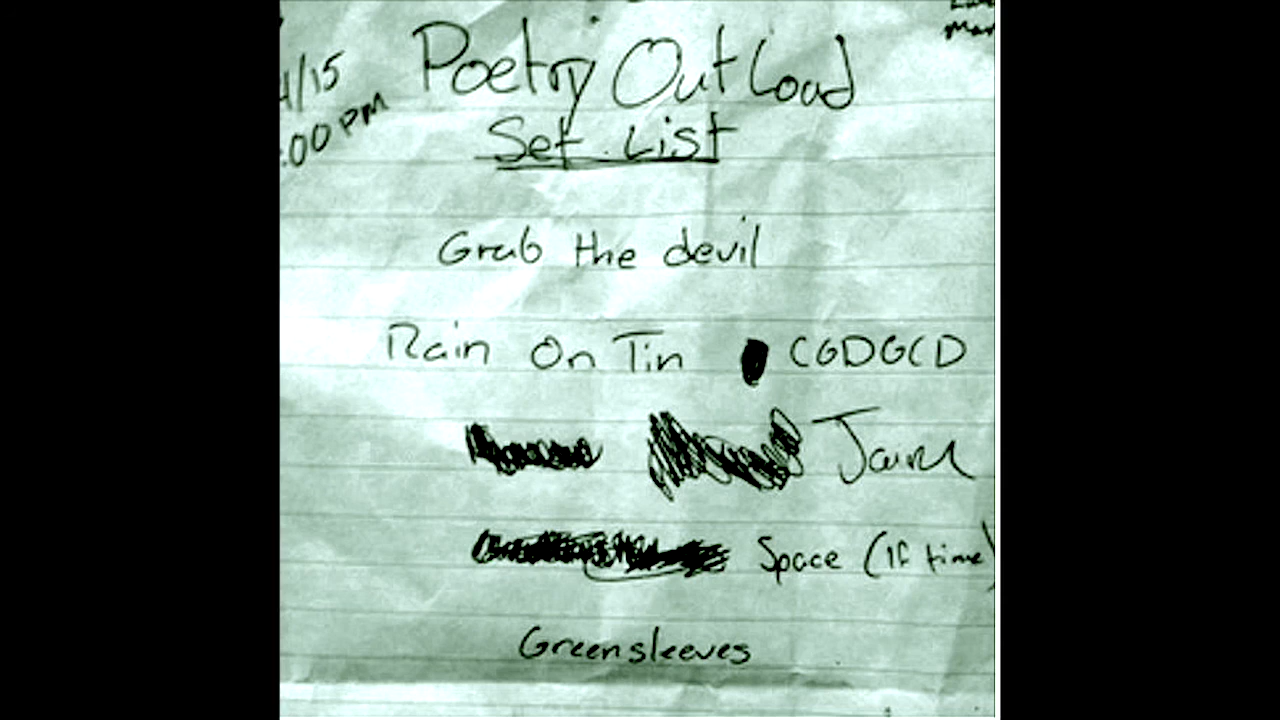 4/15
:00 PM
Poetry Out Loud
Set List
Grab the devil
Rain On Tin CGDGCD
Space (If time)
Greensleeves